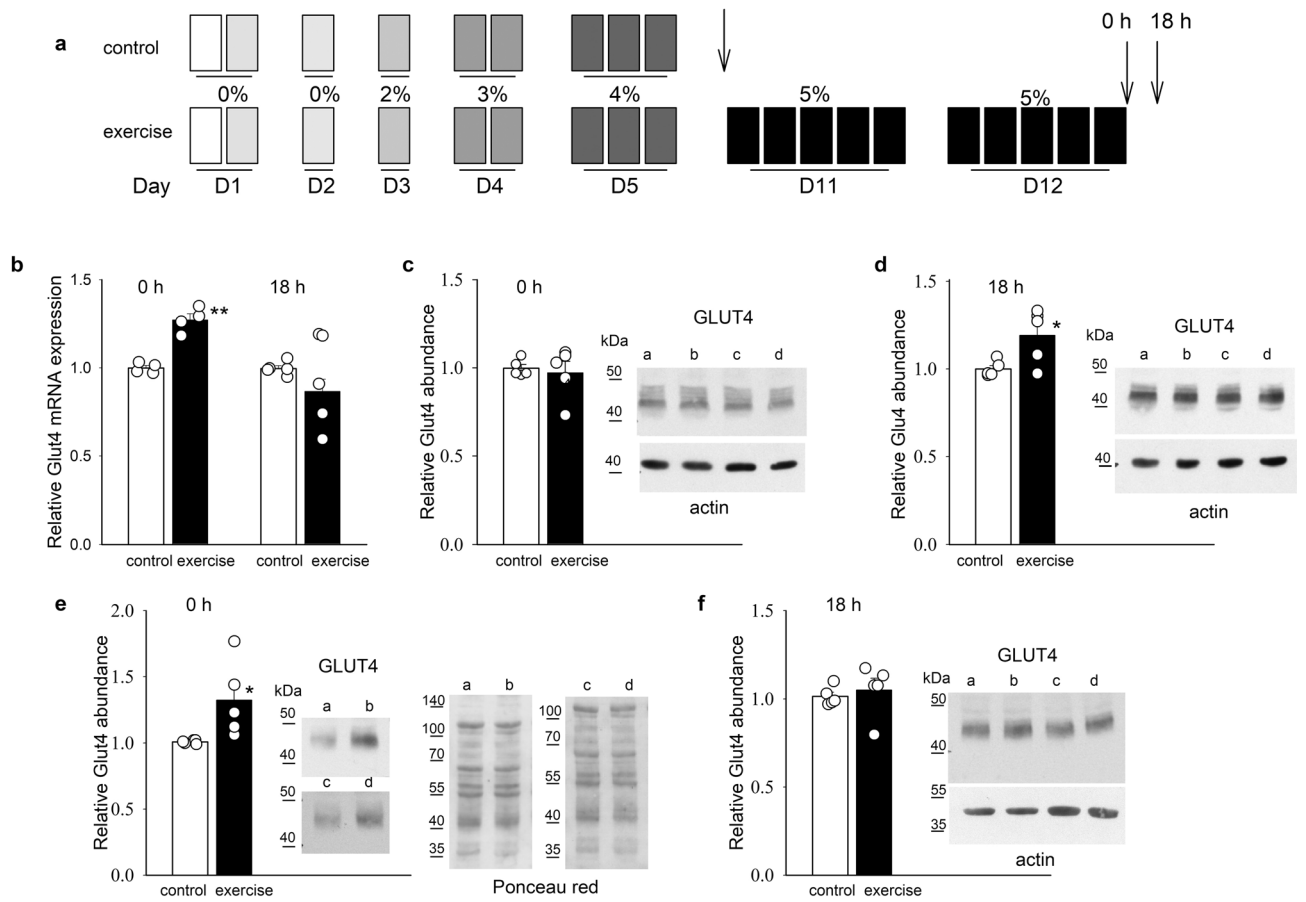 a
0 h 18 h
control
0% 0% 2% 3% 4% 5% 5%
exercise
Day D1 D2 D3 D4 D5 D11 D12
b
Relative Glut4 mRNA expression
1.5
1.0
0.5
0.0
0 h 18 h
**
control exercise control exercise
c
Relative Glut4 abundance
1.5
1.0
0.5
0.0
0 h
control exercise
GLUT4
kDa
a b c d
50
40
40
actin
d
Relative Glu4 abundance
1.5
1.0
0.5
0.0
18 h
*
control exercise
GLUT4
kDa
a b c d
50
40
40
actin
e
Relative Glut4 abundance
2.0
1.5
1.0
0.5
0.0
0 h
*
control exercise
GLUT4
kDa
a b
50
40
c d
50
40
a b
140
100
70
55
40
35
c d
100
70
55
40
35
Ponceau red
f
Relative Glut4 abundance
1.5
1.0
0.5
0.0
18 h
control exercise
GLUT4
kDa
a b c d
50
40
55
35
actin